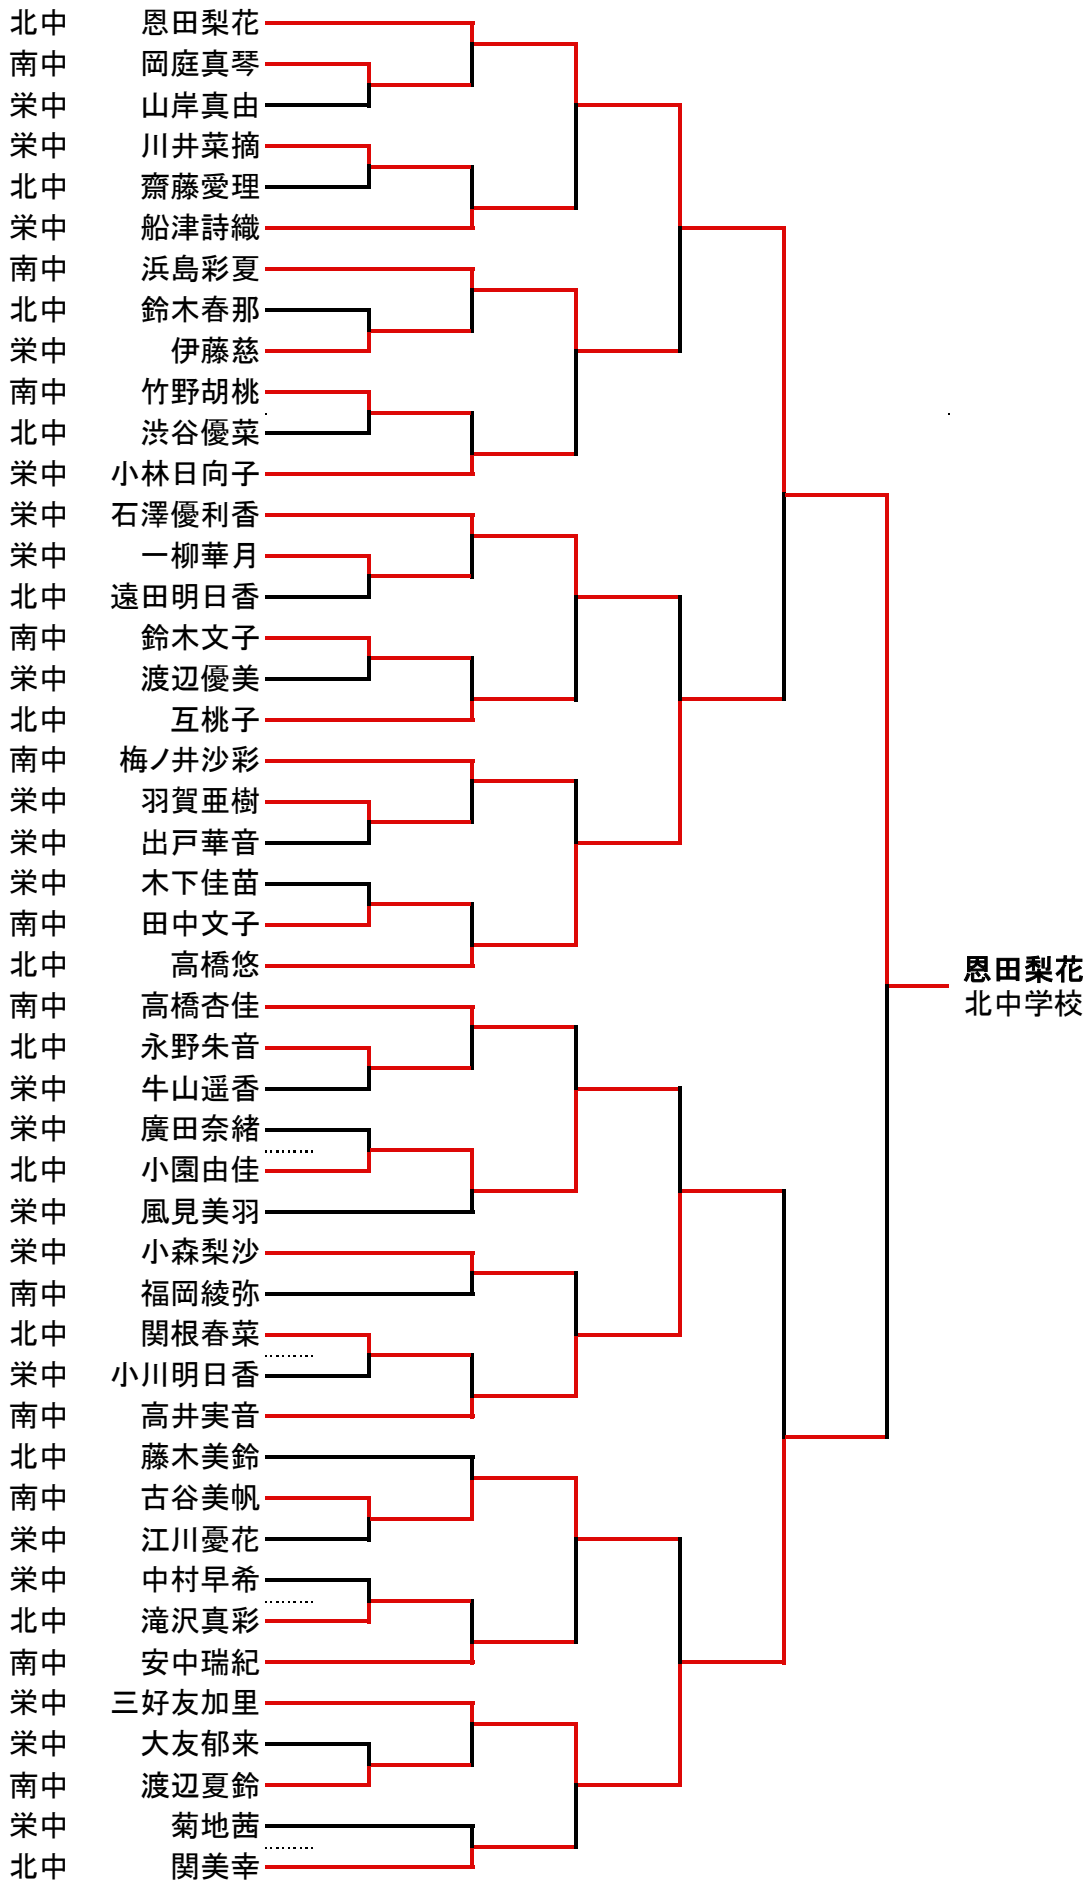 北中 恩田梨花
南中 岡庭真琴
栄中 山岸真由
栄中 川井菜摘
北中 齋藤愛理
栄中 船津詩織
南中 浜島彩夏
北中 鈴木春那
栄中 伊藤慈
南中 竹野胡桃
北中 渋谷優菜
栄中 小林日向子
栄中 石澤優利香
栄中 一柳華月
北中 遠田明日香
南中 鈴木文子
栄中 渡辺優美
北中 互桃子
南中 梅ノ井沙彩
栄中 羽賀亜樹
栄中 出戸華音
栄中 木下佳苗
南中 田中文子
北中 高橋悠
恩田梨花
北中学校
南中 高橋杏佳
北中 永野朱音
栄中 牛山遥香
栄中 廣田奈緒
北中 小園由佳
栄中 風見美羽
栄中 小森梨沙
南中 福岡綾弥
北中 関根春菜
栄中 小川明日香
南中 高井実音
北中 藤木美鈴
南中 古谷美帆
栄中 江川憂花
栄中 中村早希
北中 滝沢真彩
南中 安中瑞紀
栄中 三好友加里
栄中 大友郁来
南中 渡辺夏鈴
栄中 菊地茜
北中 関美幸